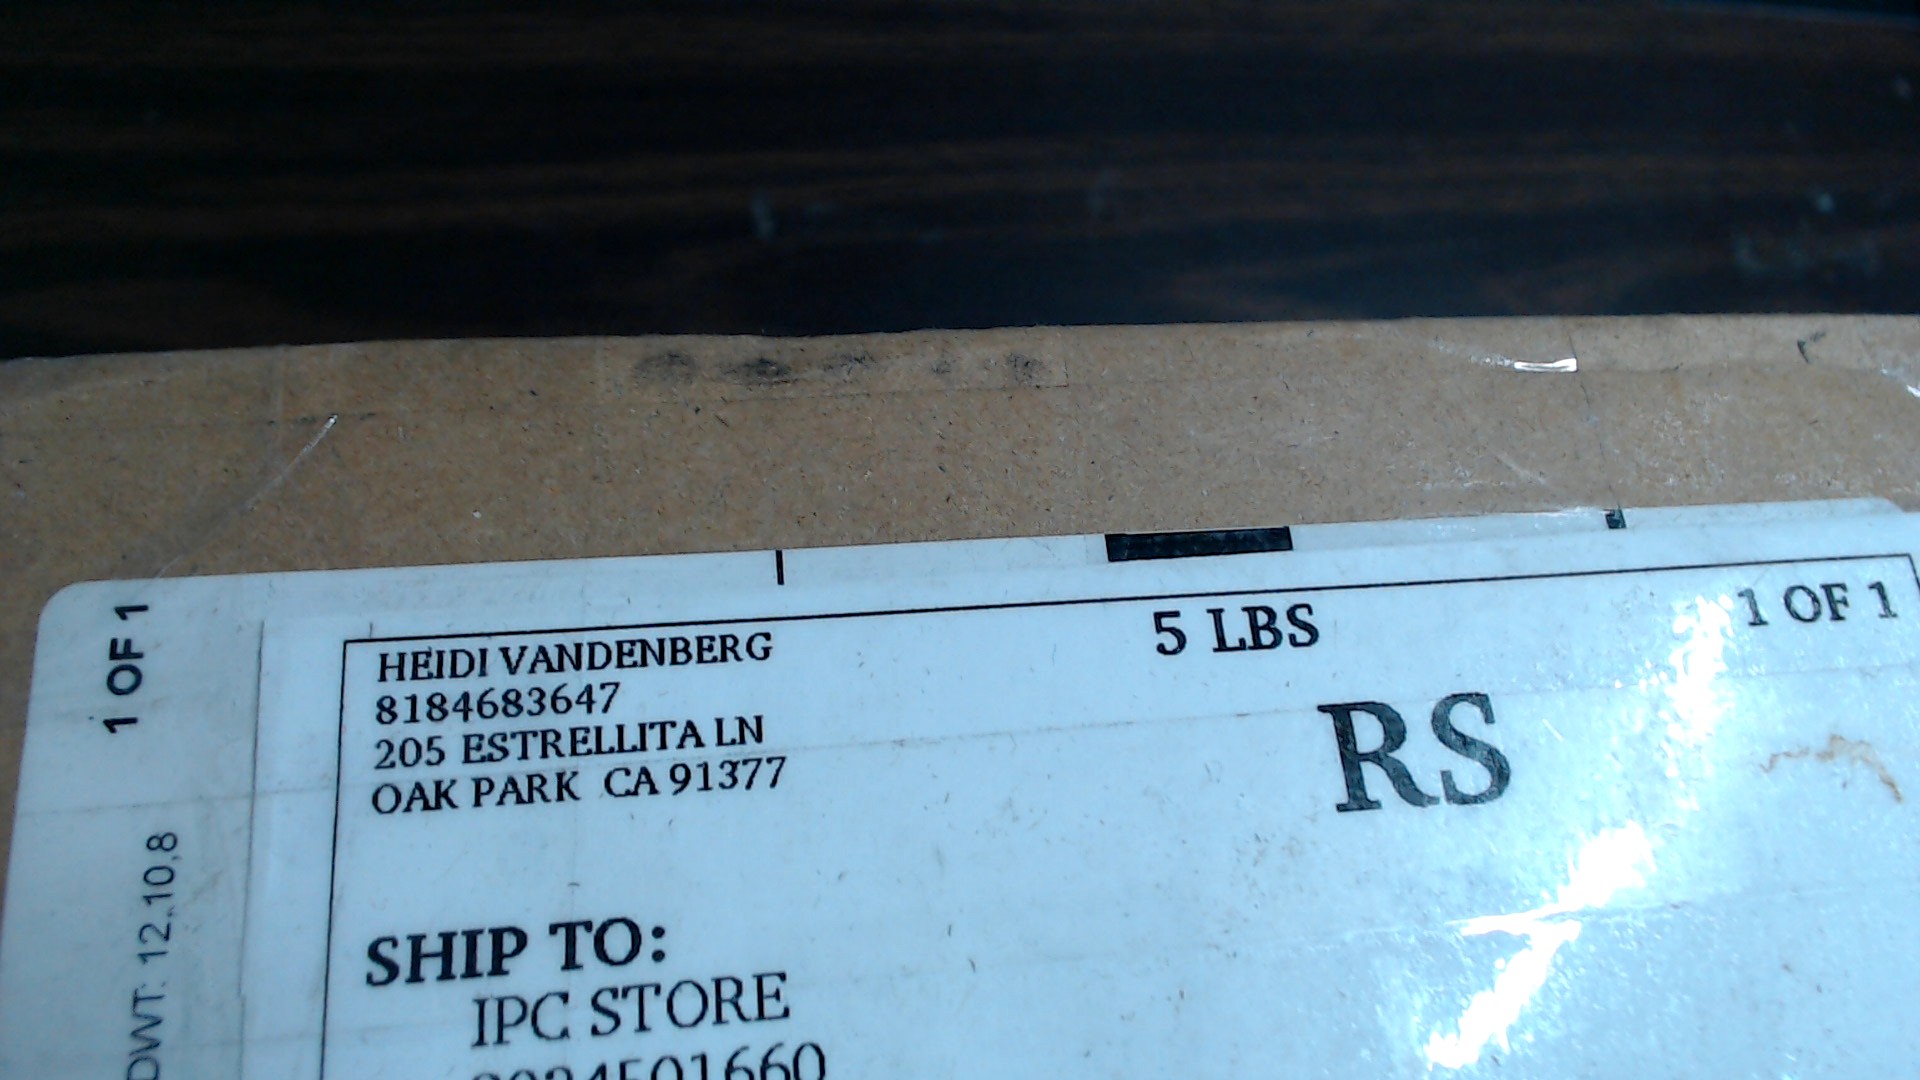 HEIDI VANDENBERG
8184683647
205 ESTRELLITA LN
OAK PARK CA 91377
5 LBS
1 OF 1
RS
SHIP TO:
IPC STORE
1 OF 1
DWT: 12,10,8